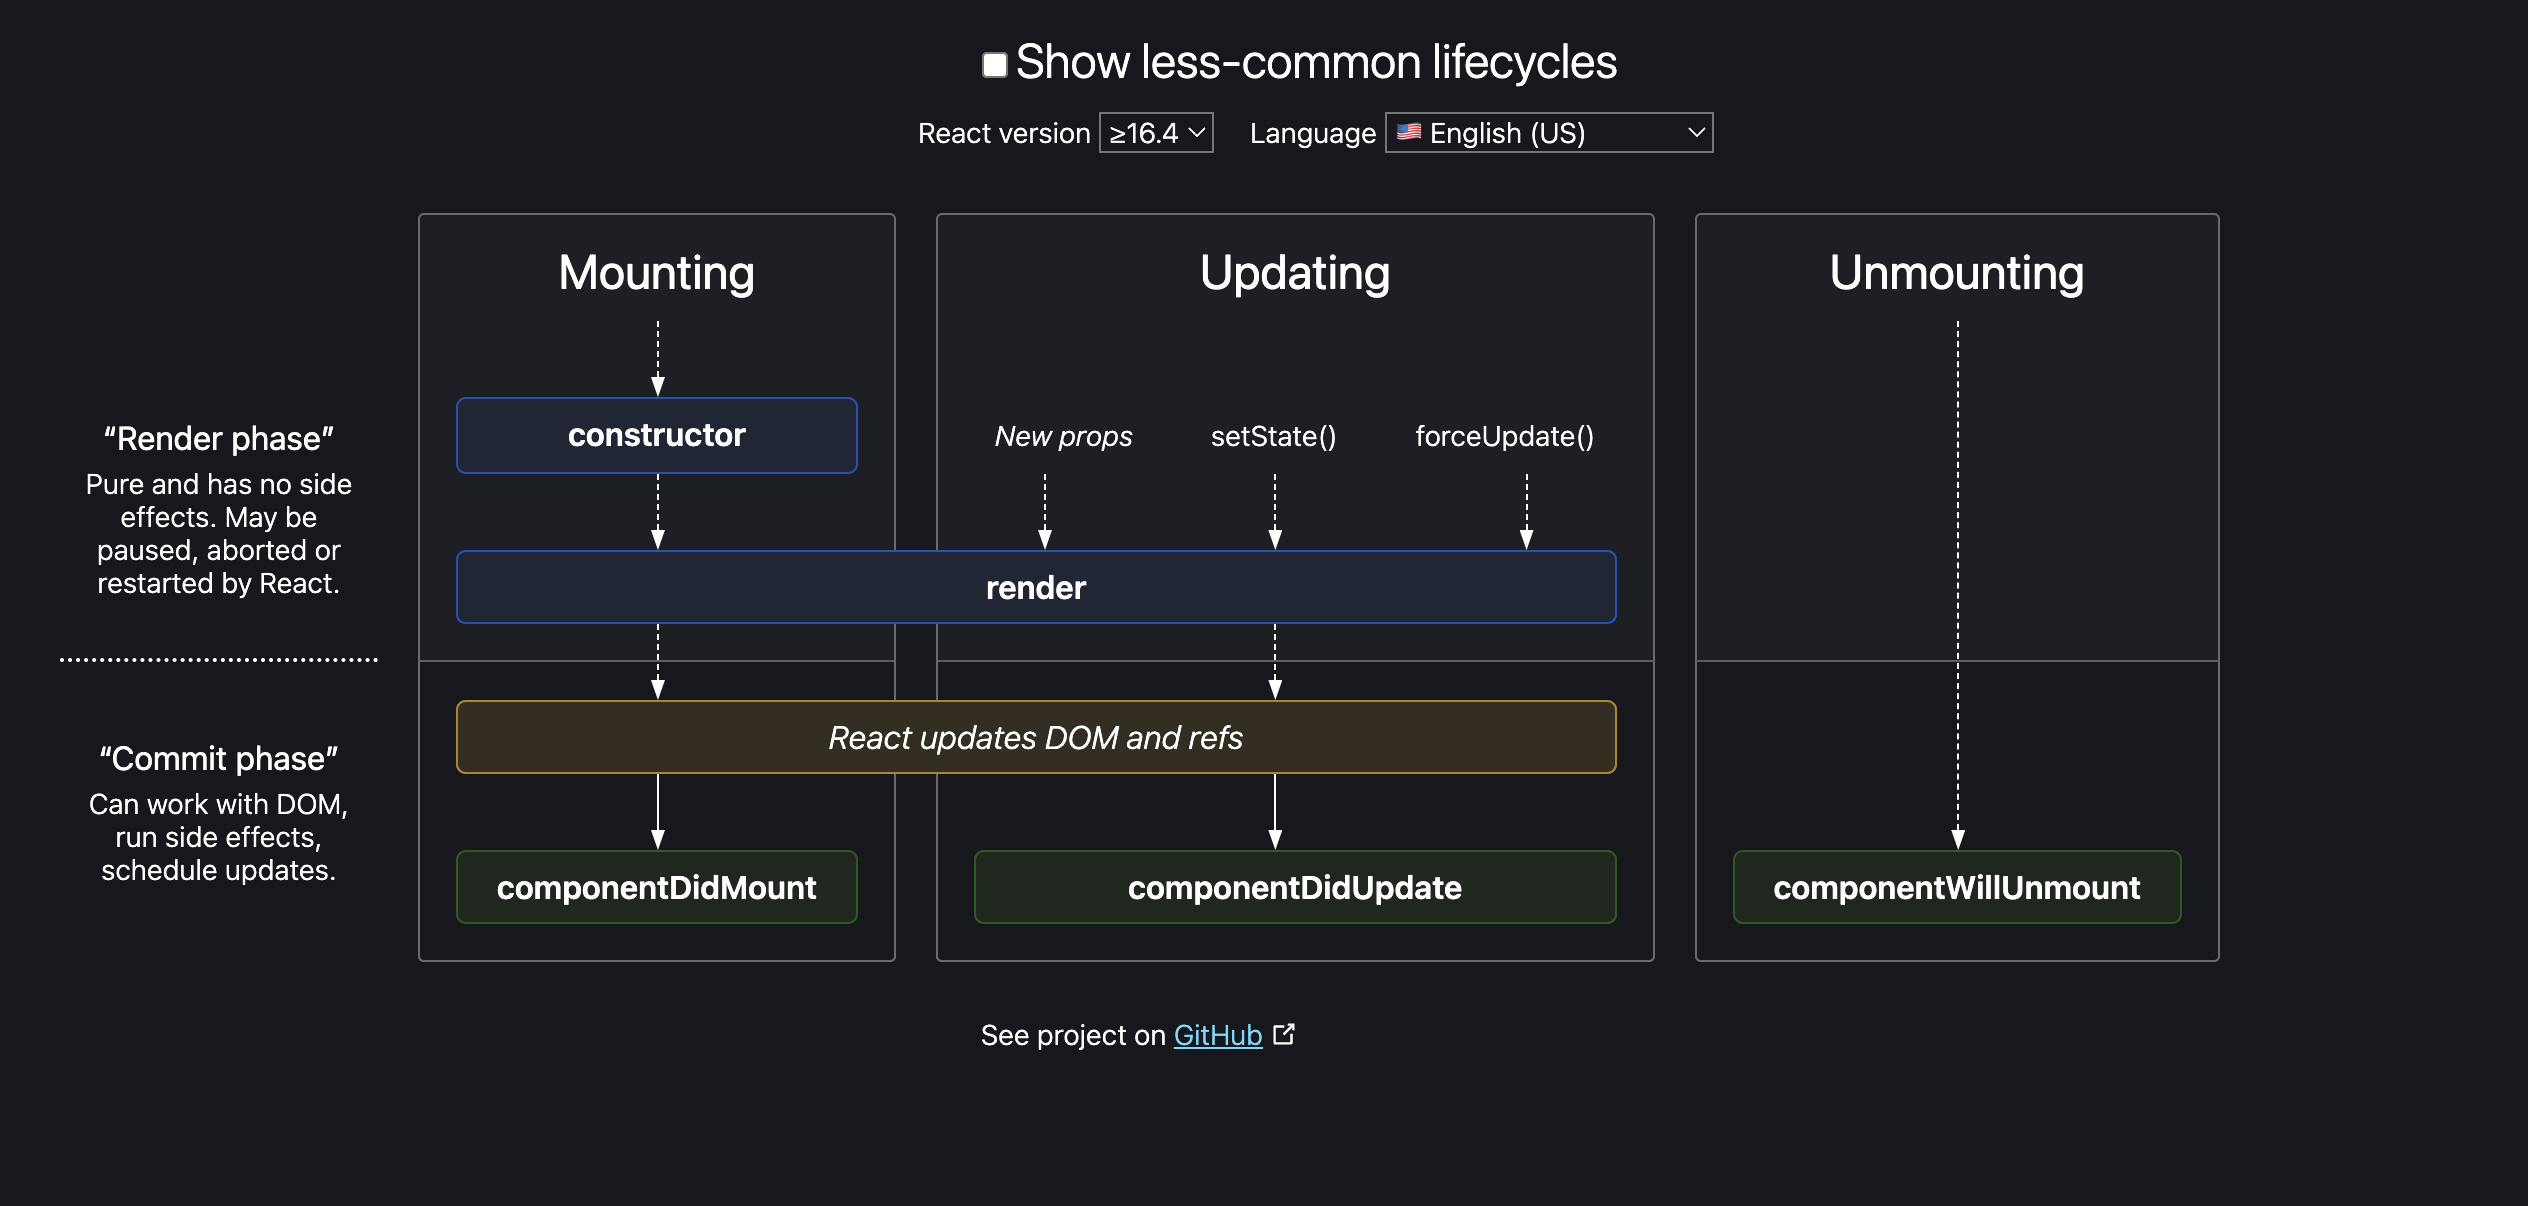 Show less-common lifecycles
React version ≥16.4 Language 🇺🇸 English (US)
Mounting
Updating
Unmounting
“Render phase”
Pure and has no side
effects. May be
paused, aborted or
restarted by React.
constructor
New props
setState()
forceUpdate()
render
“Commit phase”
Can work with DOM,
run side effects,
schedule updates.
React updates DOM and refs
componentDidMount
componentDidUpdate
componentWillUnmount
See project on GitHub